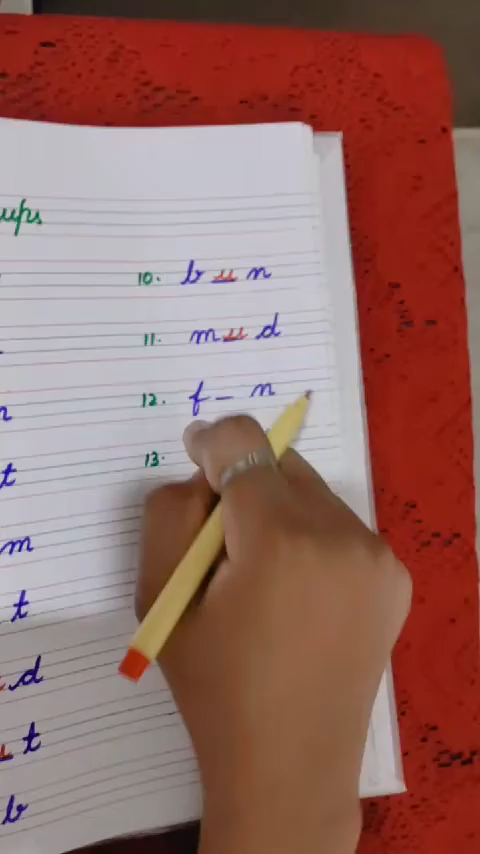 ups
10. b u n
11. m u d
12. f - n
13.
n
t
m
t
d
u t
b